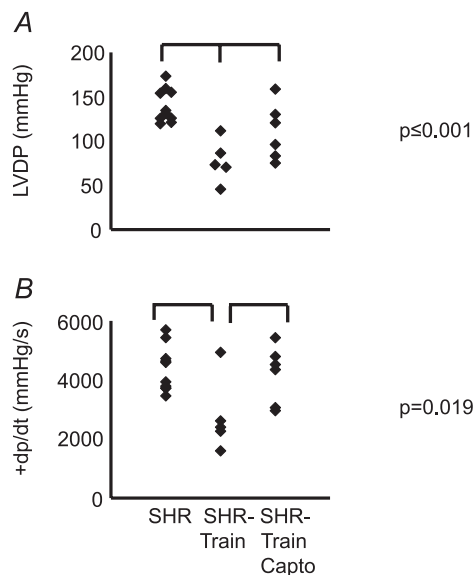 A
200
150
100
50
0
LVDP (mmHg)
p≤0.001
B
6000
4000
2000
0
+dp/dt (mmHg/s)
p=0.019
SHR
SHR-
Train
SHR-
Train
Capto